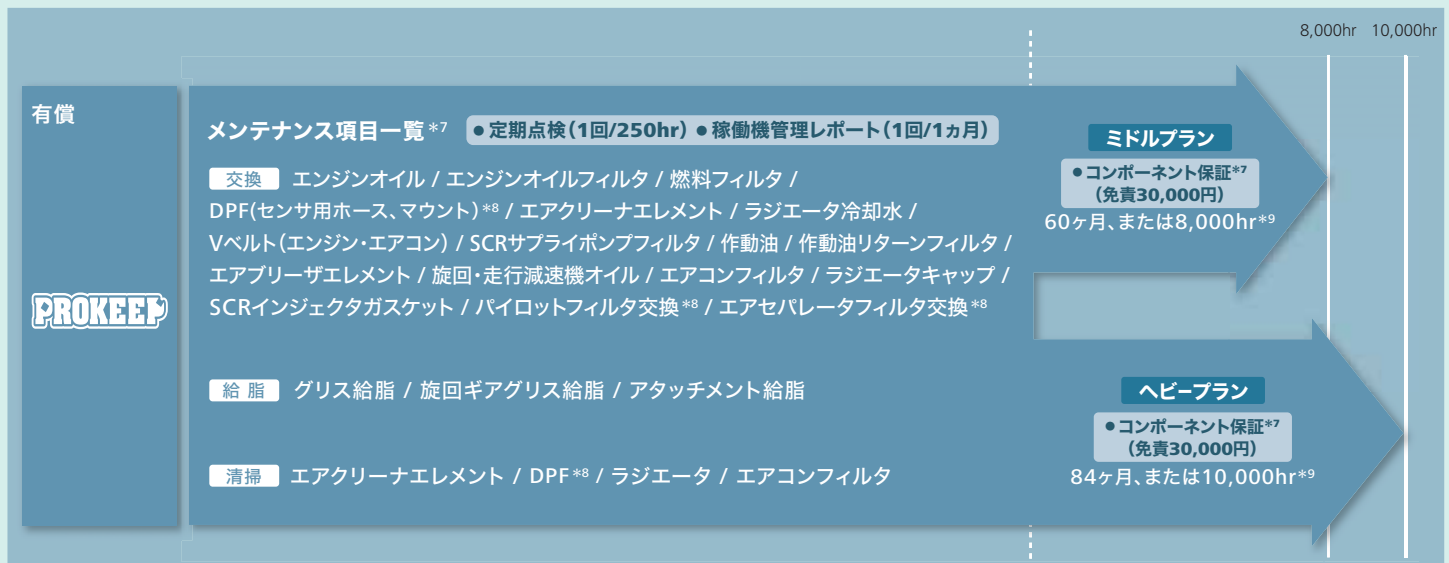 8,000hr 10,000hr
有償
PROKEEP
メンテナンス項目一覧*7 ●定期点検(1回/250hr) ●稼働機管理レポート(1回/1ヵ月)
交換 エンジンオイル / エンジンオイルフィルタ / 燃料フィルタ /
DPF(センサ用ホース、マウント)*8 / エアクリーナエレメント / ラジエータ冷却水 /
Vベルト(エンジン・エアコン) / SCRサプライポンプフィルタ / 作動油 / 作動油リターンフィルタ /
エアブリーザエレメント / 旋回・走行減速機オイル / エアコンフィルタ / ラジエータキャップ /
SCRインジェクタガスケット / パイロットフィルタ交換*8 / エアセパレータフィルタ交換*8
給脂 グリス給脂 / 旋回ギアグリス給脂 / アタッチメント給脂
清掃 エアクリーナエレメント / DPF*8 / ラジエータ / エアコンフィルタ
ミドルプラン
●コンポーネント保証*7
(免責30,000円)
60ヶ月、または8,000hr*9
ヘビープラン
●コンポーネント保証*7
(免責30,000円)
84ヶ月、または10,000hr*9